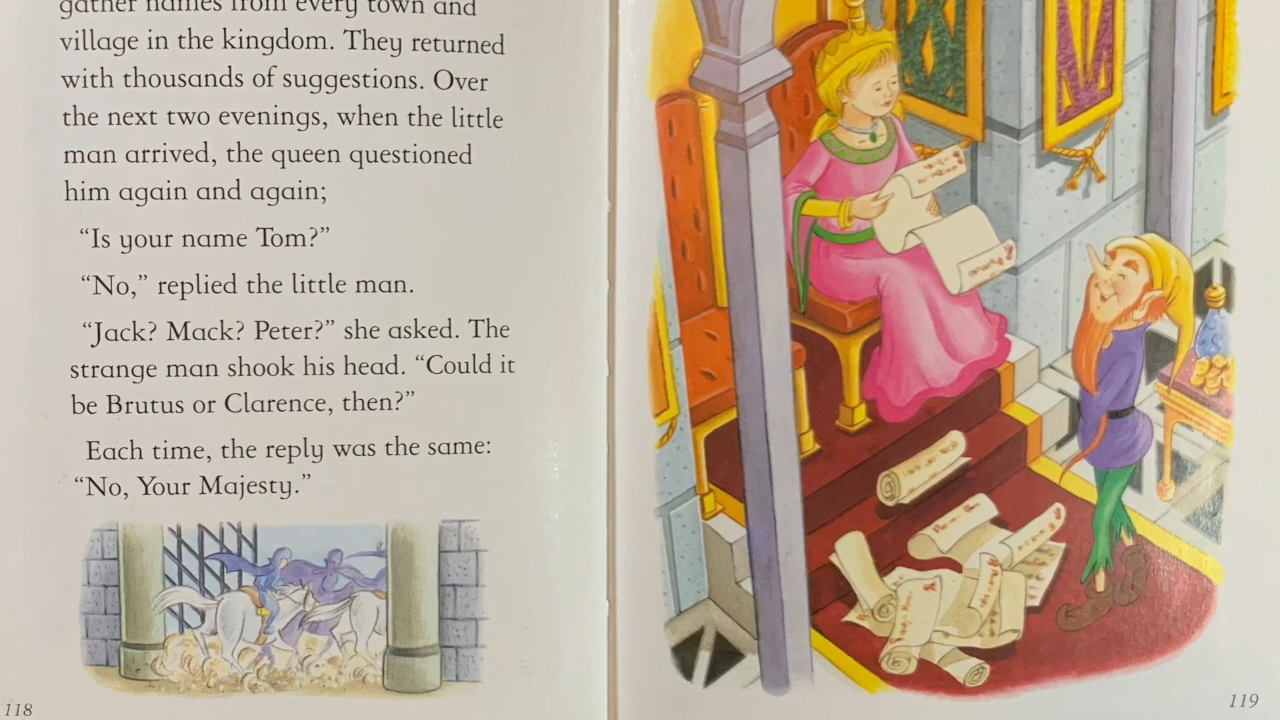 gather names from every town and
village in the kingdom. They returned
with thousands of suggestions. Over
the next two evenings, when the little
man arrived, the queen questioned
him again and again;
“Is your name Tom?”
“No,” replied the little man.
“Jack? Mack? Peter?” she asked. The
strange man shook his head. “Could it
be Brutus or Clarence, then?”
Each time, the reply was the same:
“No, Your Majesty.”
118
119